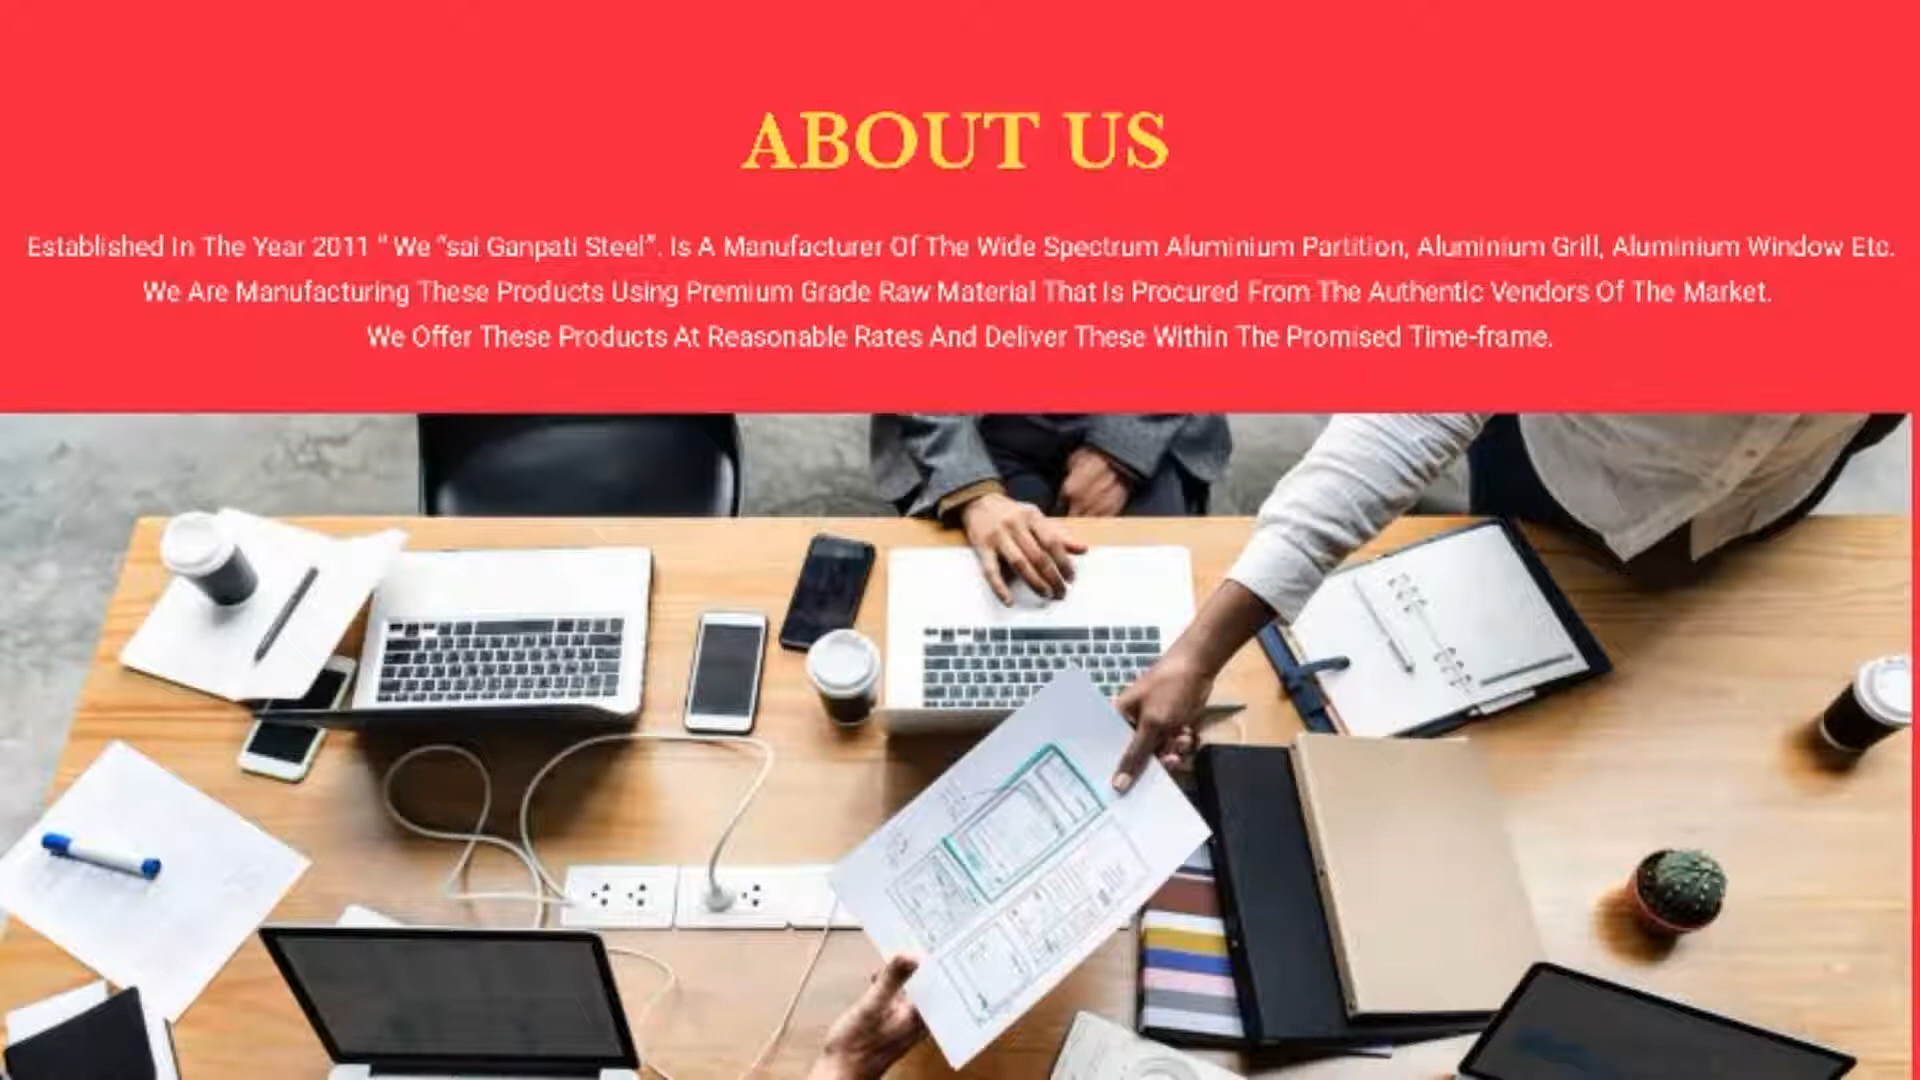 ABOUT US
Established In The Year 2011 “ We “sai Ganpati Steel”. Is A Manufacturer Of The Wide Spectrum Aluminium Partition, Aluminium Grill, Aluminium Window Etc.
We Are Manufacturing These Products Using Premium Grade Raw Material That Is Procured From The Authentic Vendors Of The Market.
We Offer These Products At Reasonable Rates And Deliver These Within The Promised Time-frame.